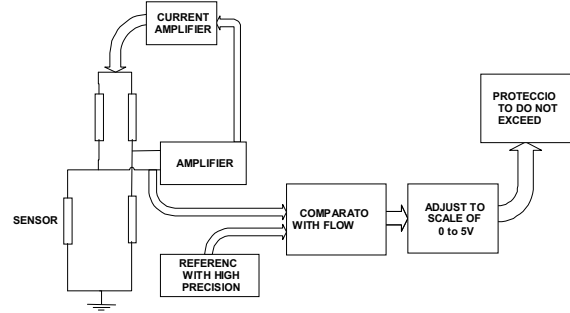 CURRENT
AMPLIFIER
PROTECCIO
TO DO NOT
EXCEED
AMPLIFIER
SENSOR
COMPARATO
WITH FLOW
ADJUST TO
SCALE OF
0 to 5V
REFERENC
WITH HIGH
PRECISION